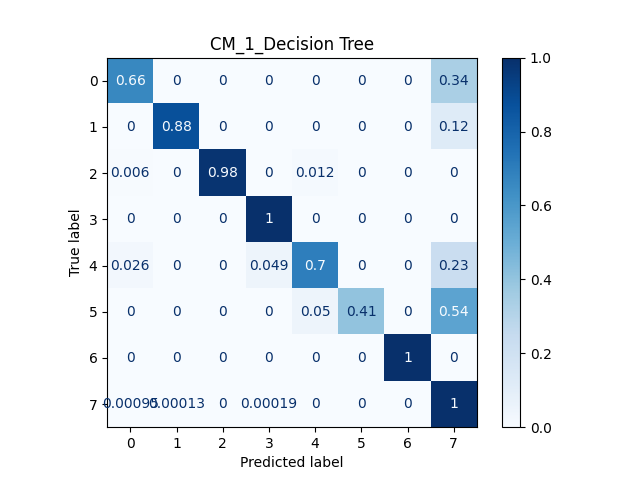 CM_1_Decision Tree
True label
0 0.66 0 0 0 0 0 0 0.34
1 0 0.88 0 0 0 0 0 0.12
2 0.006 0 0.98 0 0.012 0 0 0
3 0 0 0 1 0 0 0 0
4 0.026 0 0 0.049 0.7 0 0 0.23
5 0 0 0 0 0.05 0.41 0 0.54
6 0 0 0 0 0 0 1 0
7 0.00095 0.00013 0 0.00019 0 0 0 1
0 1 2 3 4 5 6 7
Predicted label
1.0
0.8
0.6
0.4
0.2
0.0